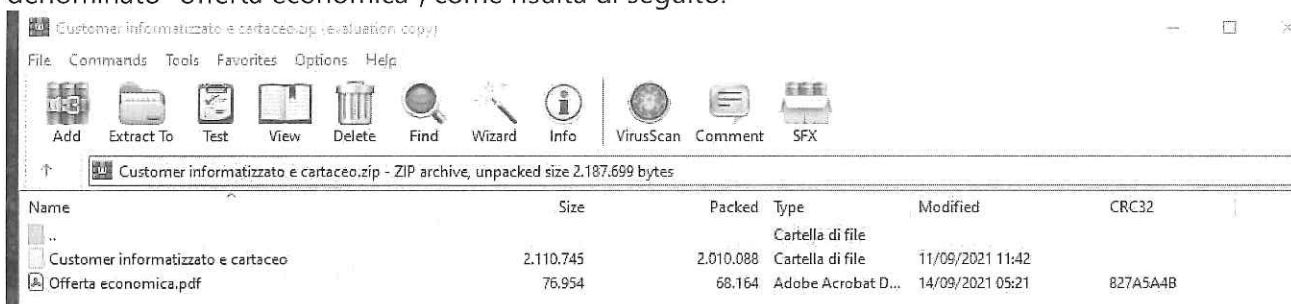 denominato "offerta economica", come risulta di seguito:
Customer informatizzato e cartaceo.zip (evaluation copy)
File Commands Tools Favorites Options Help
Add Extract To Test View Delete Find Wizard Info VirusScan Comment SFX
Customer informatizzato e cartaceo.zip - ZIP archive, unpacked size 2.187.699 bytes
Name Size Packed Type Modified CRC32
.. Cartella di file
Customer informatizzato e cartaceo 2.110.745 2.010.088 Cartella di file 11/09/2021 11:42
Offerta economica.pdf 76.954 68.164 Adobe Acrobat D... 14/09/2021 05:21 827A5A4B